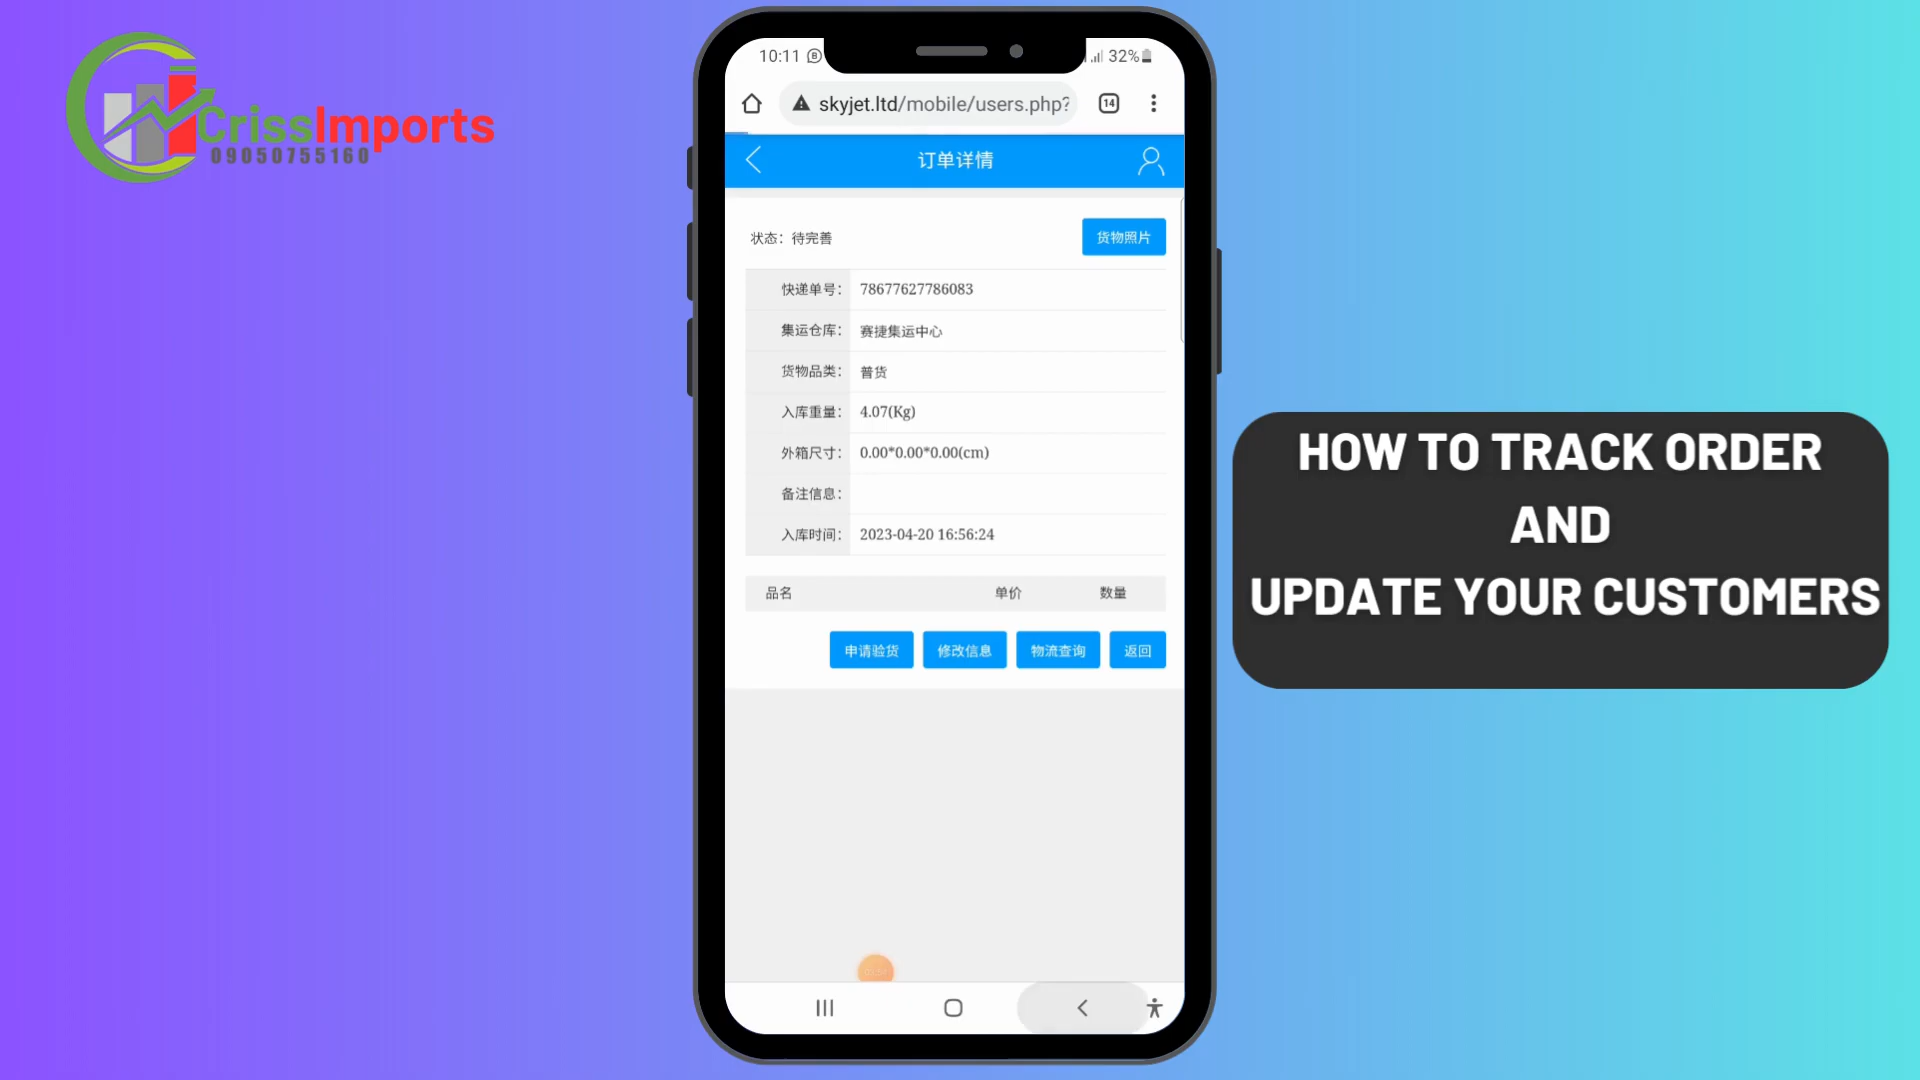 CrissImports
09050755160
10:11
32%
skyjet.ltd/mobile/users.php?
14
订单详情
状态：待完善
货物照片
快递单号： 78677627786083
集运仓库： 赛捷集运中心
货物品类： 普货
入库重量： 4.07(Kg)
外箱尺寸： 0.00*0.00*0.00(cm)
备注信息：
入库时间： 2023-04-20 16:56:24
品名 单价 数量
申请验货 修改信息 物流查询 返回
HOW TO TRACK ORDER
AND
UPDATE YOUR CUSTOMERS